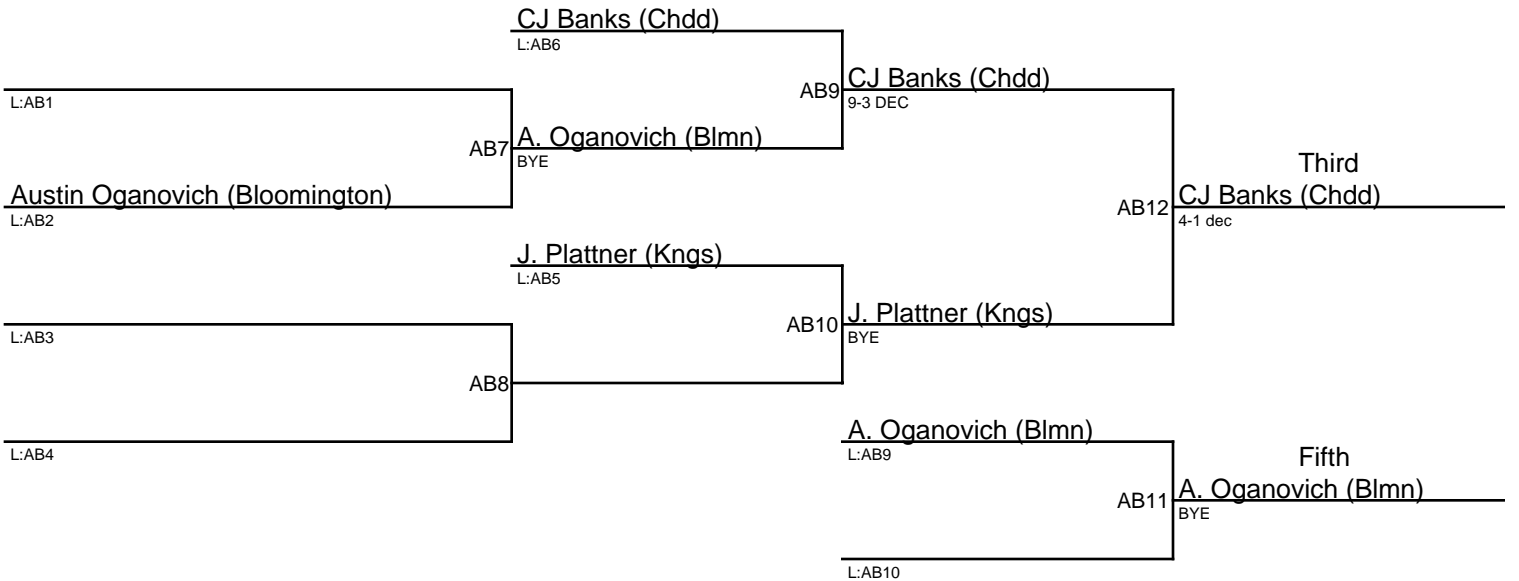 CJ Banks (Chdd)
L:AB6
AB9
CJ Banks (Chdd)
9-3 DEC
L:AB1
AB7
A. Oganovich (Blmn)
BYE
Third
Austin Oganovich (Bloomington)
L:AB2
AB12
CJ Banks (Chdd)
4-1 dec
J. Plattner (Kngs)
L:AB5
AB10
J. Plattner (Kngs)
BYE
L:AB3
AB8
A. Oganovich (Blmn)
L:AB9
L:AB4
Fifth
AB11
A. Oganovich (Blmn)
BYE
L:AB10